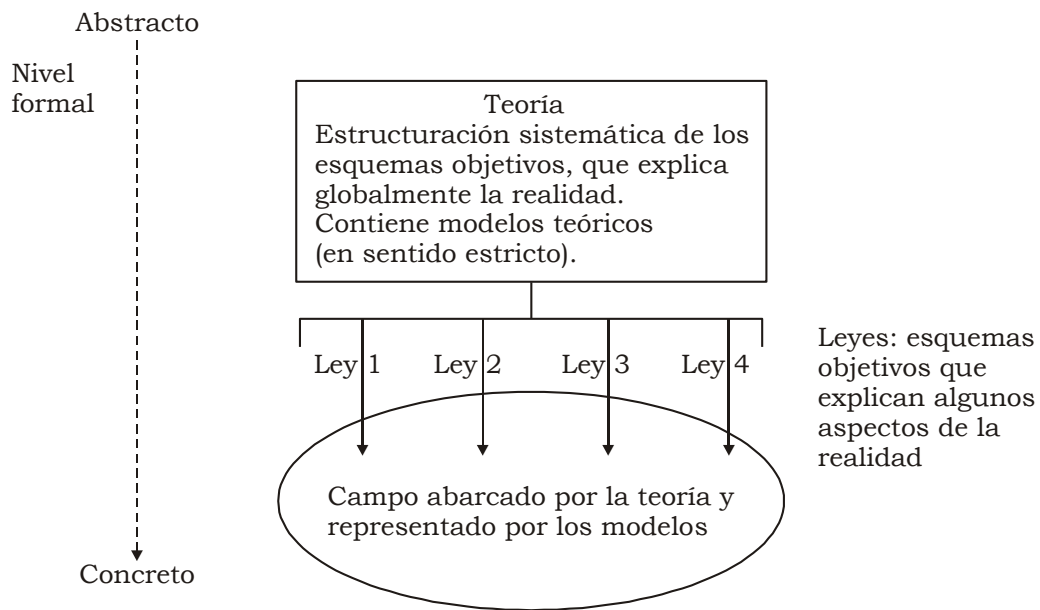 Abstracto
Nivel
formal
Teoría
Estructuración sistemática de los
esquemas objetivos, que explica
globalmente la realidad.
Contiene modelos teóricos
(en sentido estricto).
Ley 1 Ley 2 Ley 3 Ley 4
Leyes: esquemas
objetivos que
explican algunos
aspectos de la
realidad
Campo abarcado por la teoría y
representado por los modelos
Concreto